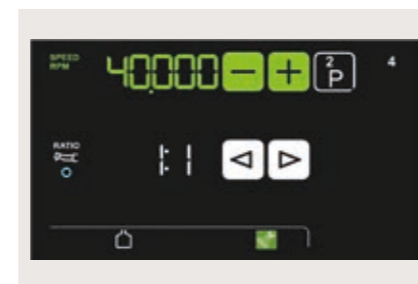 SPEED
RPM
40.000
− +
2
P
4
RATIO
1:1